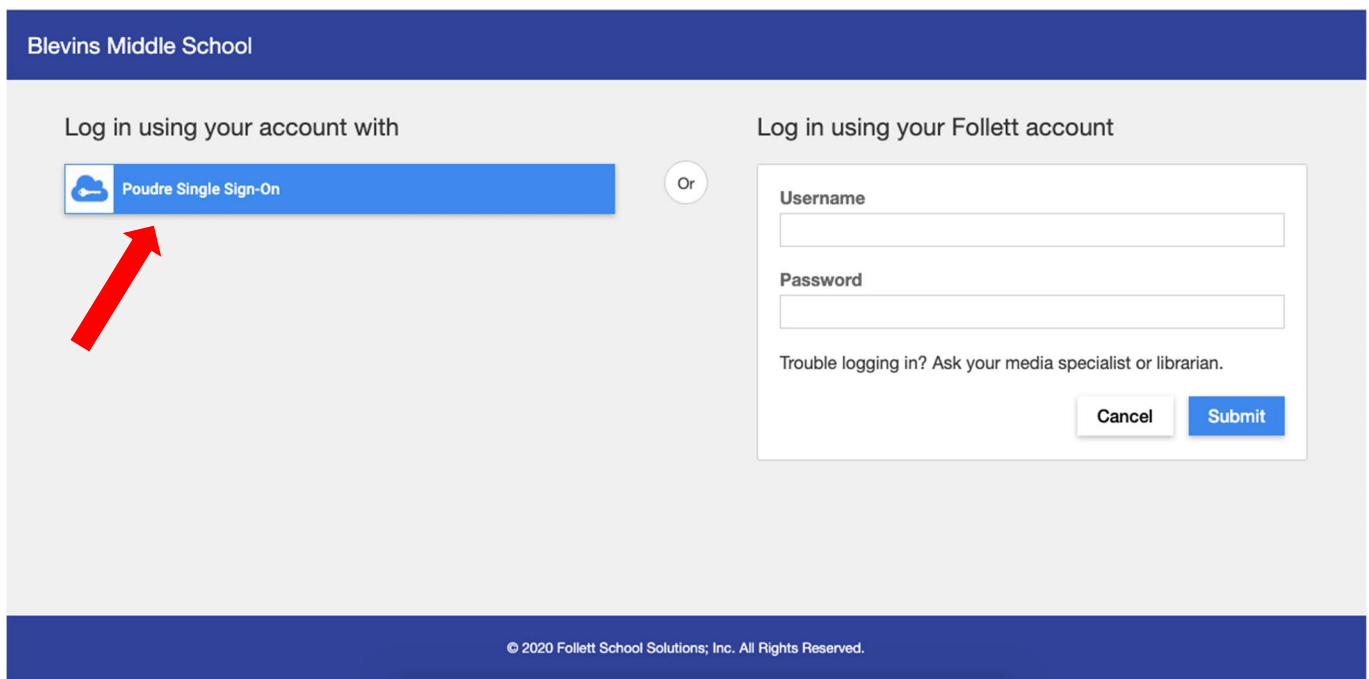 Blevins Middle School
Log in using your account with
Poudre Single Sign-On
Or
Log in using your Follett account
Username
Password
Trouble logging in? Ask your media specialist or librarian.
Cancel
Submit
© 2020 Follett School Solutions; Inc. All Rights Reserved.